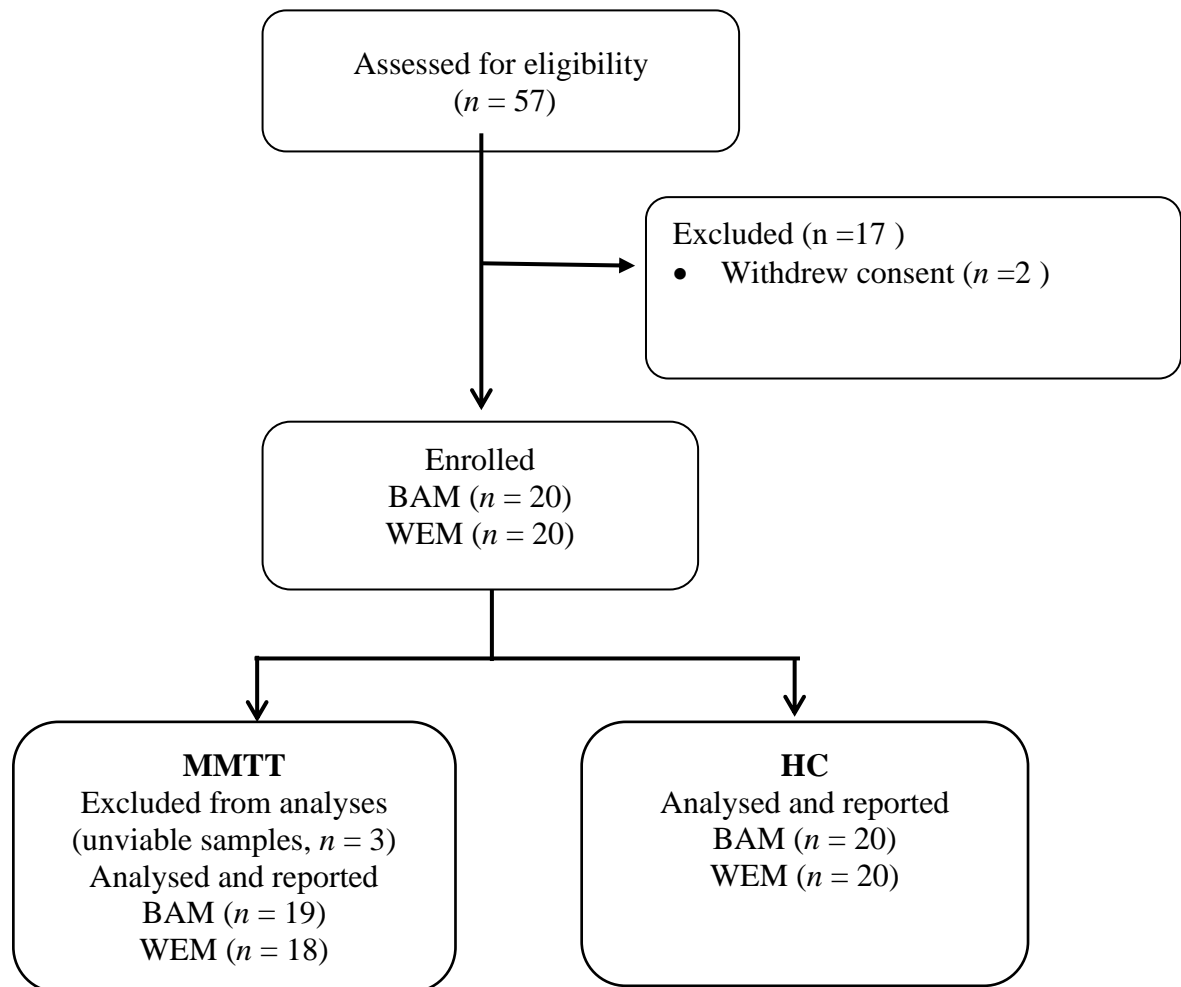 Assessed for eligibility
(n = 57)
Excluded (n =17 )
• Withdrew consent (n =2 )
Enrolled
BAM (n = 20)
WEM (n = 20)
MMTT
Excluded from analyses
(unviable samples, n = 3)
Analysed and reported
BAM (n = 19)
WEM (n = 18)
HC
Analysed and reported
BAM (n = 20)
WEM (n = 20)